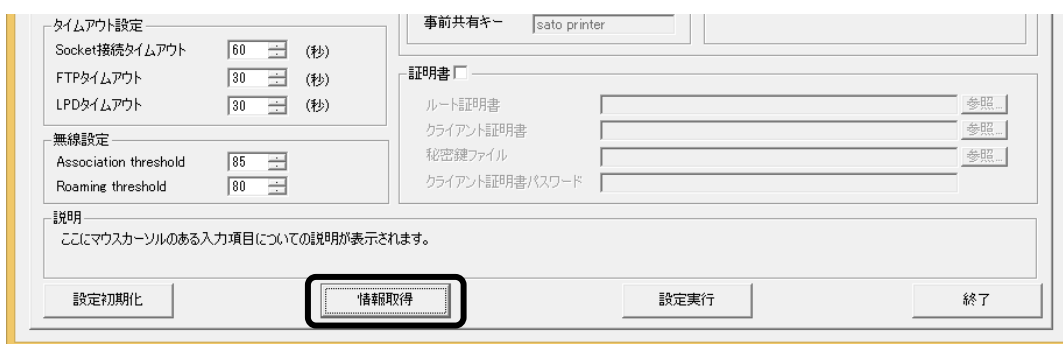 タイムアウト設定
Socket接続タイムアウト 60 (秒)
FTPタイムアウト 30 (秒)
LPDタイムアウト 30 (秒)
無線設定
Association threshold 85
Roaming threshold 80
事前共有キー sato printer
証明書
ルート証明書 参照...
クライアント証明書 参照...
秘密鍵ファイル 参照...
クライアント証明書パスワード
説明
ここにマウスカーソルのある入力項目についての説明が表示されます。
設定初期化 情報取得 設定実行 終了